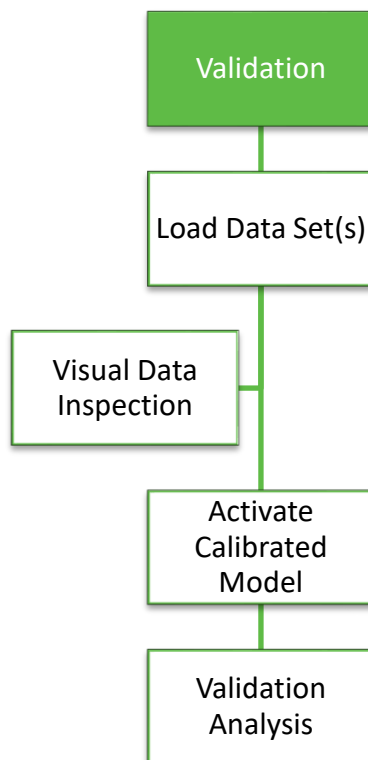 Validation
Load Data Set(s)
Visual Data
Inspection
Activate
Calibrated
Model
Validation
Analysis